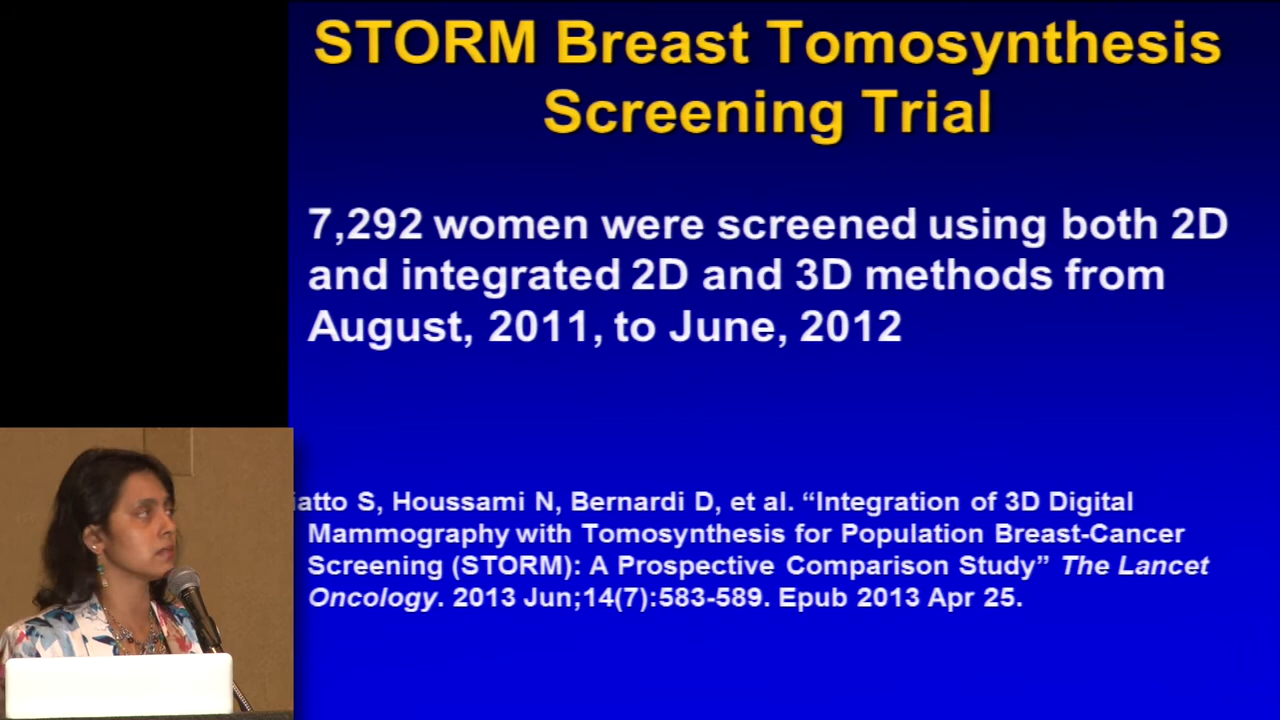 STORM Breast Tomosynthesis
Screening Trial
7,292 women were screened using both 2D
and integrated 2D and 3D methods from
August, 2011, to June, 2012
iatto S, Houssami N, Bernardi D, et al. “Integration of 3D Digital
Mammography with Tomosynthesis for Population Breast-Cancer
Screening (STORM): A Prospective Comparison Study” The Lancet
Oncology. 2013 Jun;14(7):583-589. Epub 2013 Apr 25.